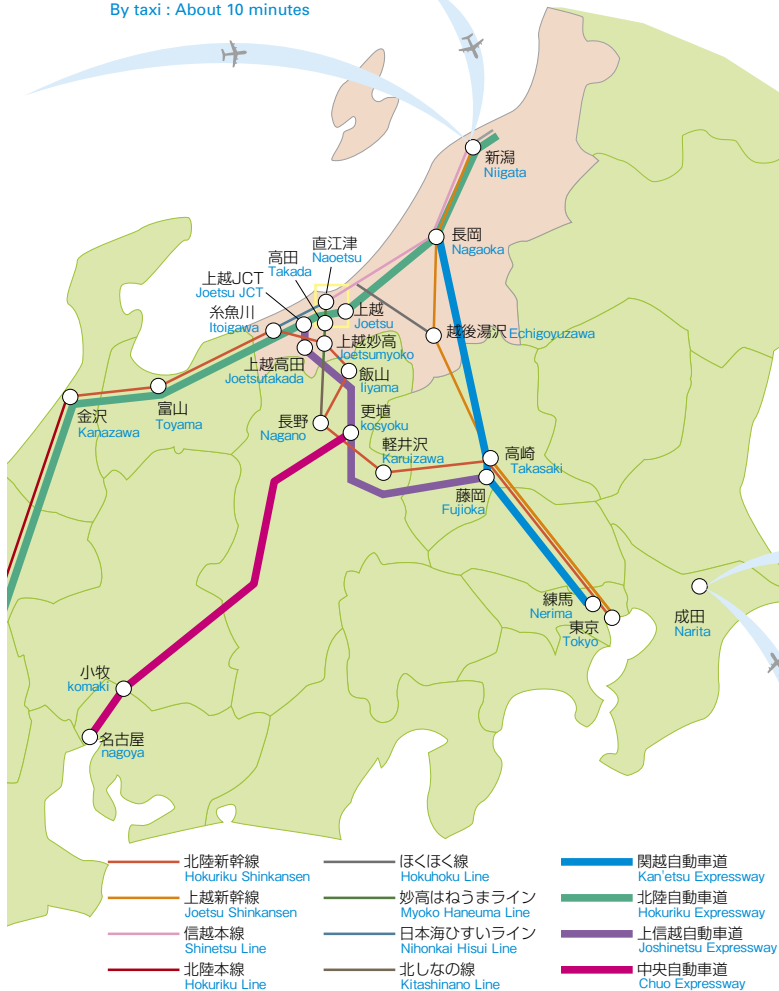 By taxi : About 10 minutes
新潟
Niigata
長岡
Nagaoka
直江津
Naoetsu
高田
Takada
上越JCT
Joetsu JCT
糸魚川
Itoigawa
上越
Joetsu
越後湯沢 Echigoyuzawa
上越妙高
Joetsumyoko
上越高田
Joetsutakada
飯山
Iiyama
金沢
Kanazawa
富山
Toyama
長野
Nagano
更埴
kosyoku
軽井沢
Karuizawa
高崎
Takasaki
藤岡
Fujioka
練馬
Nerima
東京
Tokyo
成田
Narita
小牧
komaki
名古屋
nagoya
北陸新幹線
Hokuriku Shinkansen
上越新幹線
Joetsu Shinkansen
信越本線
Shinetsu Line
北陸本線
Hokuriku Line
ほくほく線
Hokuhoku Line
妙高はねうまライン
Myoko Haneuma Line
日本海ひすいライン
Nihonkai Hisui Line
北しなの線
Kitashinano Line
関越自動車道
Kan'etsu Expressway
北陸自動車道
Hokuriku Expressway
上信越自動車道
Joshinetsu Expressway
中央自動車道
Chuo Expressway